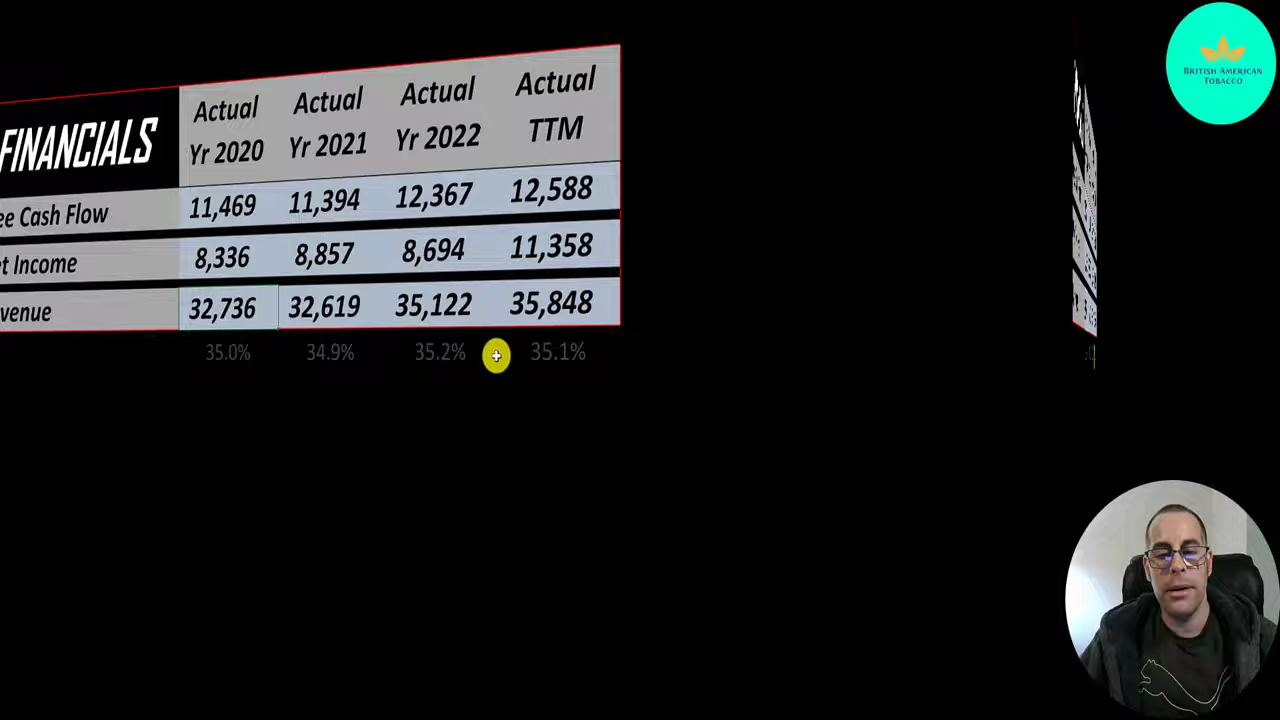 BRITISH AMERICAN
TOBACCO
FINANCIALS Actual Yr 2020 Actual Yr 2021 Actual Yr 2022 Actual TTM
ee Cash Flow 11,469 11,394 12,367 12,588
et Income 8,336 8,857 8,694 11,358
venue 32,736 32,619 35,122 35,848
35.0% 34.9% 35.2% 35.1%